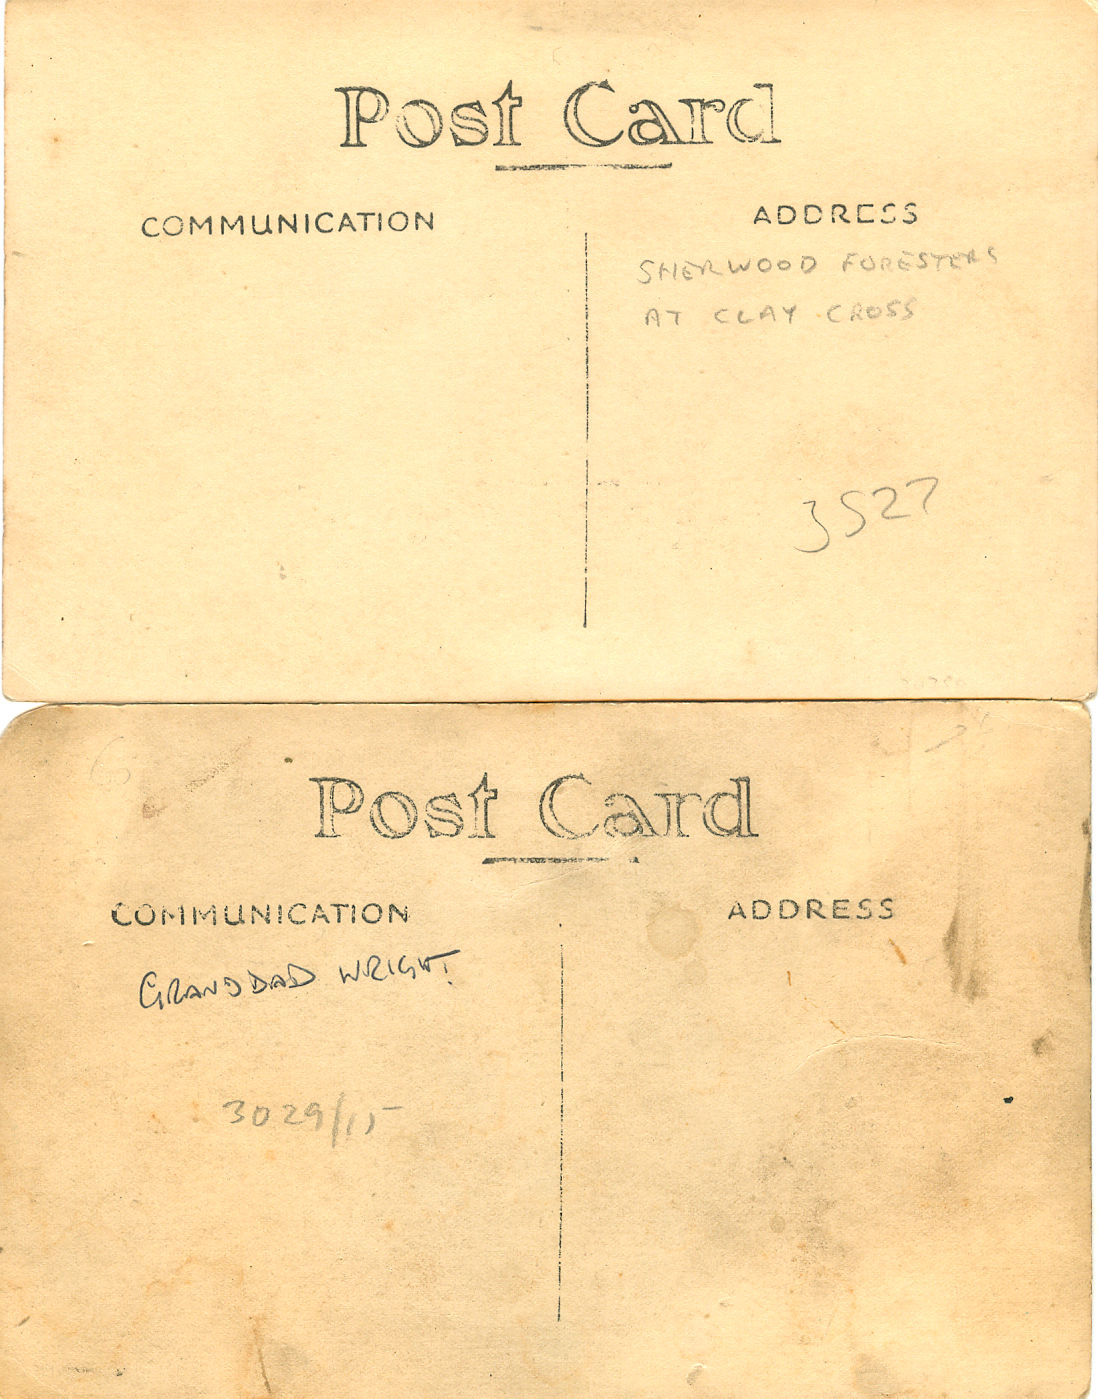 Post Card
COMMUNICATION
ADDRESS
SHERWOOD FORESTERS
AT CLAY CROSS
3527
Post Card
COMMUNICATION
ADDRESS
GRANDDAD WRIGHT.
3029/15